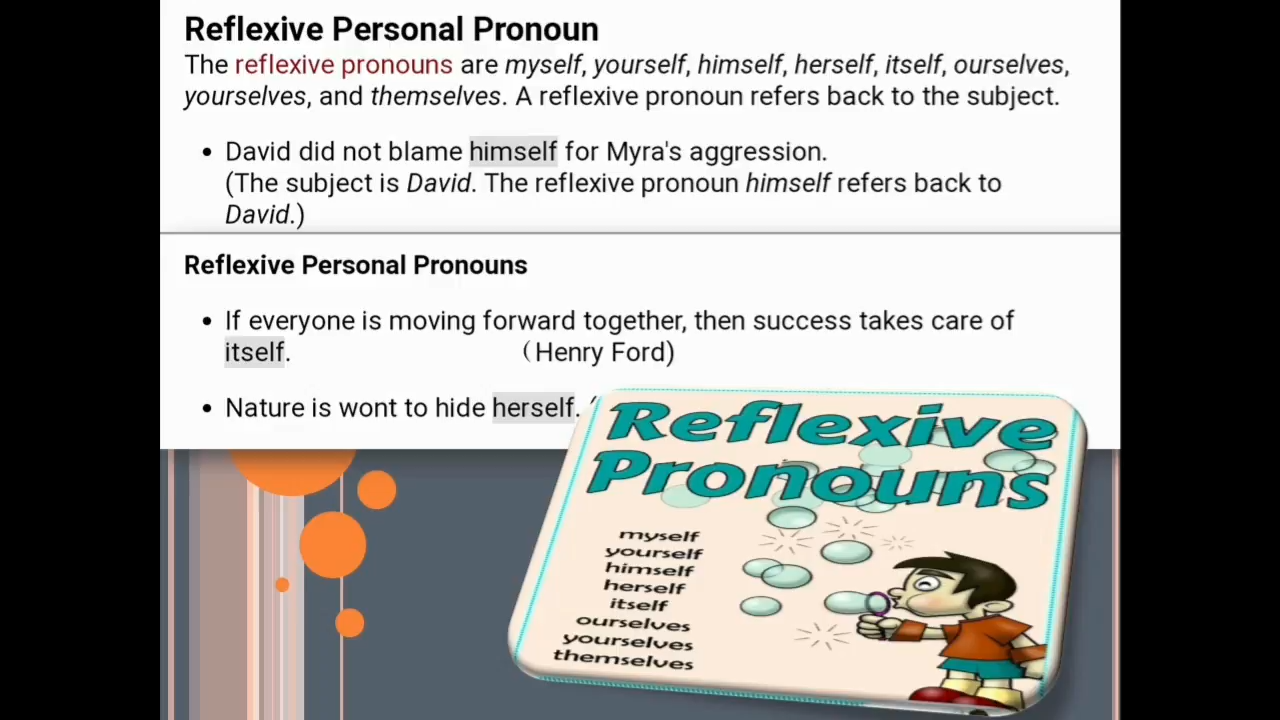 Reflexive Personal Pronoun
The reflexive pronouns are myself, yourself, himself, herself, itself, ourselves,
yourselves, and themselves. A reflexive pronoun refers back to the subject.
• David did not blame himself for Myra's aggression.
(The subject is David. The reflexive pronoun himself refers back to
David.)
Reflexive Personal Pronouns
• If everyone is moving forward together, then success takes care of
itself. (Henry Ford)
• Nature is wont to hide herself. (
Reflexive
Pronouns
myself
yourself
himself
herself
itself
ourselves
yourselves
themselves